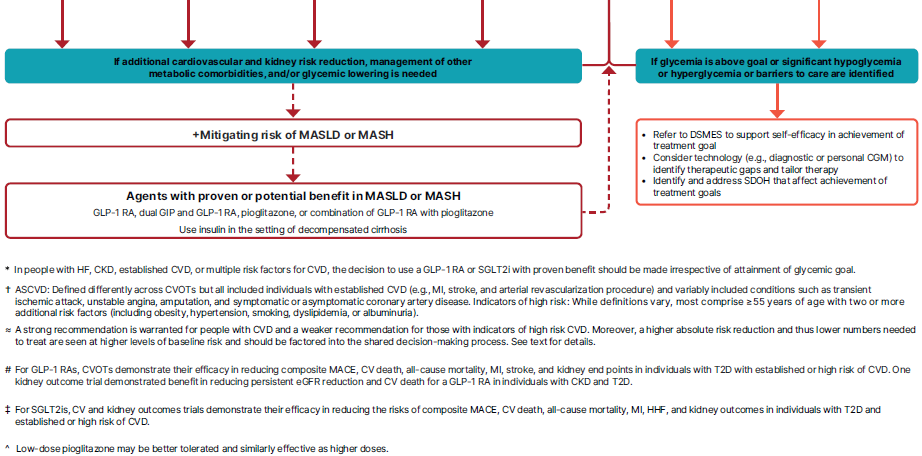 If additional cardiovascular and kidney risk reduction, management of other
metabolic comorbidities, and/or glycemic lowering is needed
If glycemia is above goal or significant hypoglycemia
or hyperglycemia or barriers to care are identified
+Mitigating risk of MASLD or MASH
Agents with proven or potential benefit in MASLD or MASH
GLP-1 RA, dual GIP and GLP-1 RA, pioglitazone, or combination of GLP-1 RA with pioglitazone
Use insulin in the setting of decompensated cirrhosis
• Refer to DSMES to support self-efficacy in achievement of
treatment goal
• Consider technology (e.g., diagnostic or personal CGM) to
identify therapeutic gaps and tailor therapy
• Identify and address SDOH that affect achievement of
treatment goals
* In people with HF, CKD, established CVD, or multiple risk factors for CVD, the decision to use a GLP-1 RA or SGLT2i with proven benefit should be made irrespective of attainment of glycemic goal.
† ASCVD: Defined differently across CVOTs but all included individuals with established CVD (e.g., MI, stroke, and arterial revascularization procedure) and variably included conditions such as transient
ischemic attack, unstable angina, amputation, and symptomatic or asymptomatic coronary artery disease. Indicators of high risk: While definitions vary, most comprise ≥55 years of age with two or more
additional risk factors (including obesity, hypertension, smoking, dyslipidemia, or albuminuria).
≈ A strong recommendation is warranted for people with CVD and a weaker recommendation for those with indicators of high risk CVD. Moreover, a higher absolute risk reduction and thus lower numbers needed
to treat are seen at higher levels of baseline risk and should be factored into the shared decision-making process. See text for details.
# For GLP-1 RAs, CVOTs demonstrate their efficacy in reducing composite MACE, CV death, all-cause mortality, MI, stroke, and kidney end points in individuals with T2D with established or high risk of CVD. One
kidney outcome trial demonstrated benefit in reducing persistent eGFR reduction and CV death for a GLP-1 RA in individuals with CKD and T2D.
‡ For SGLT2is, CV and kidney outcomes trials demonstrate their efficacy in reducing the risks of composite MACE, CV death, all-cause mortality, MI, HHF, and kidney outcomes in individuals with T2D and
established or high risk of CVD.
^ Low-dose pioglitazone may be better tolerated and similarly effective as higher doses.